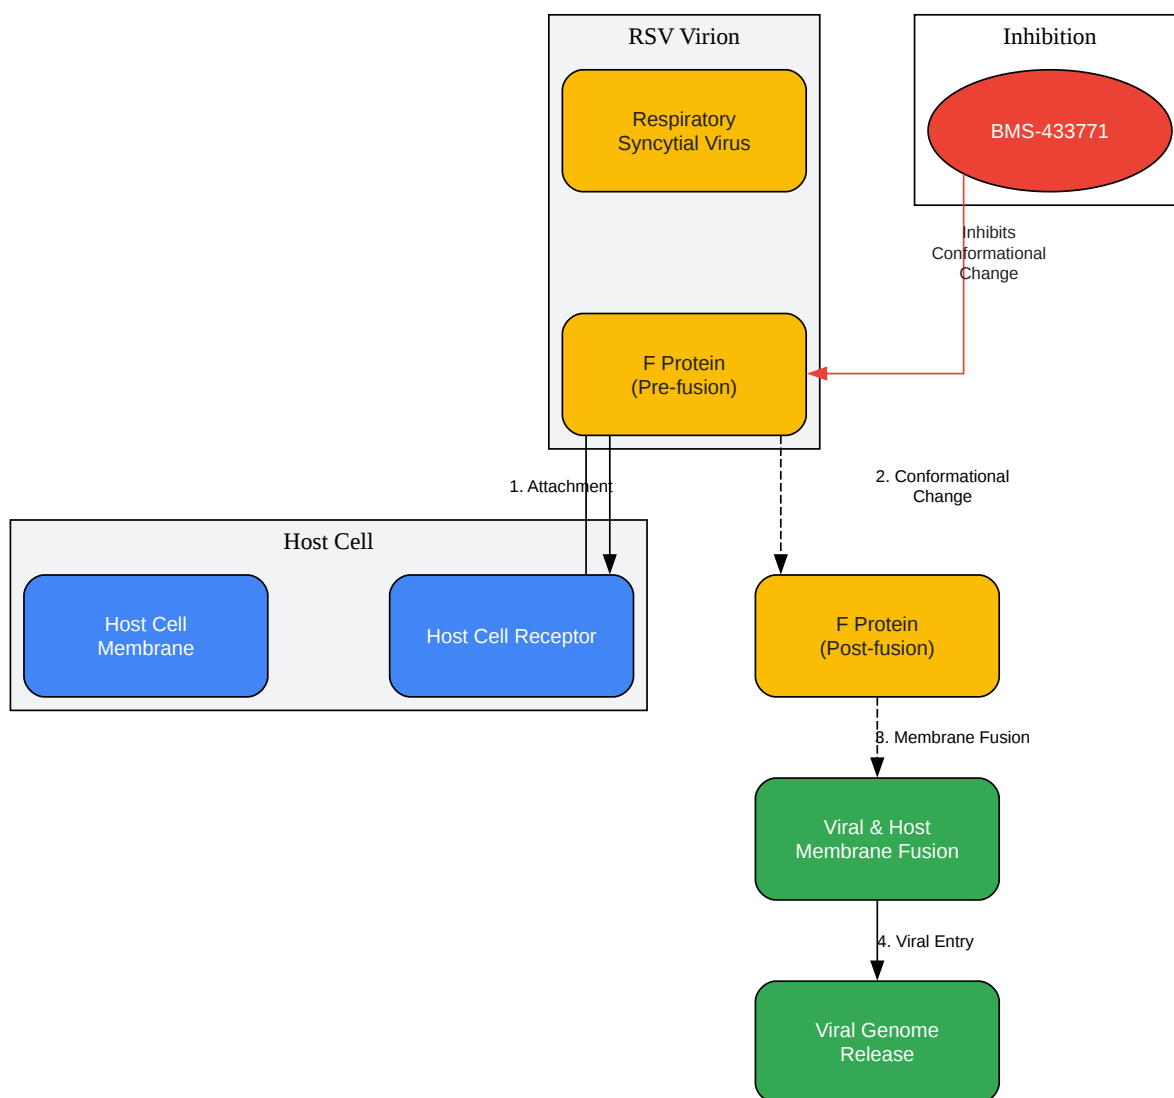 RSV Virion
Inhibition
Respiratory
Syncytial Virus
BMS-433771
Inhibits
Conformational
Change
F Protein
(Pre-fusion)
1. Attachment
2. Conformational
Change
Host Cell
Host Cell
Membrane
Host Cell Receptor
F Protein
(Post-fusion)
3. Membrane Fusion
Viral & Host
Membrane Fusion
4. Viral Entry
Viral Genome
Release